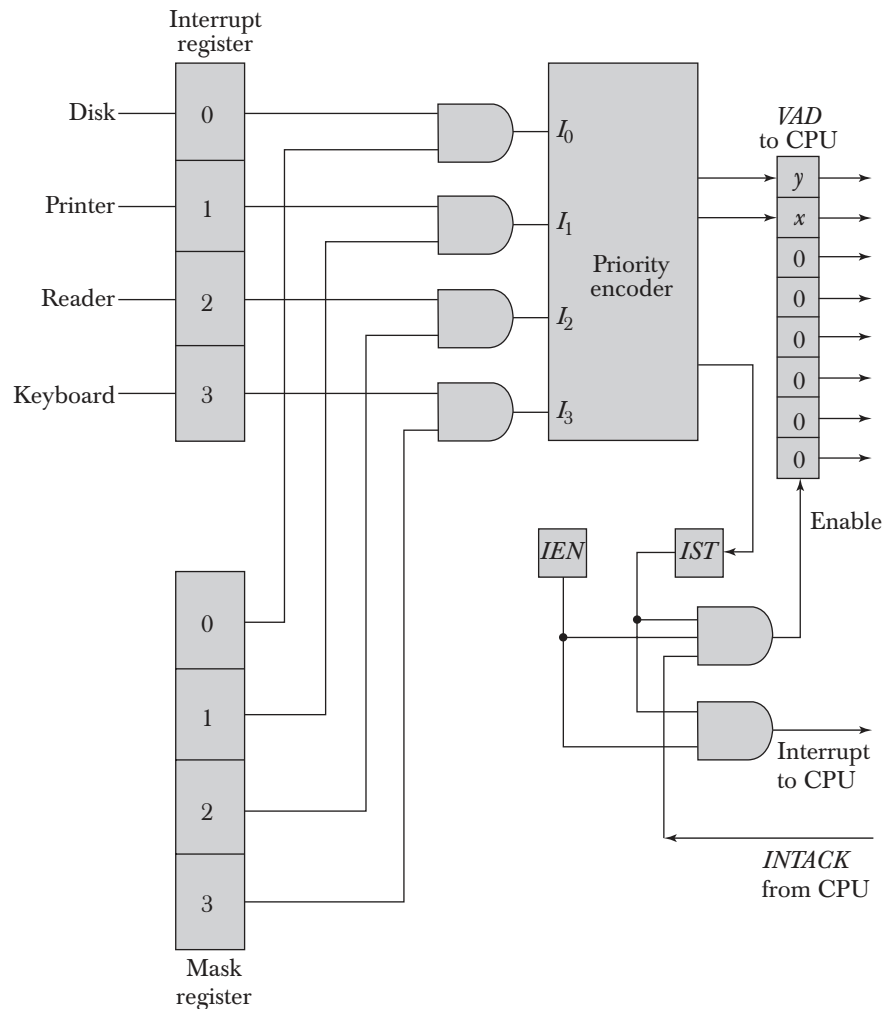 Interrupt
register
Disk
0
I0
VAD
to CPU
y
Printer
1
I1
x
Priority
encoder
0
Reader
2
I2
0
0
Keyboard
3
I3
0
0
0
Enable
IEN
IST
0
1
Interrupt
to CPU
2
INTACK
from CPU
3
Mask
register